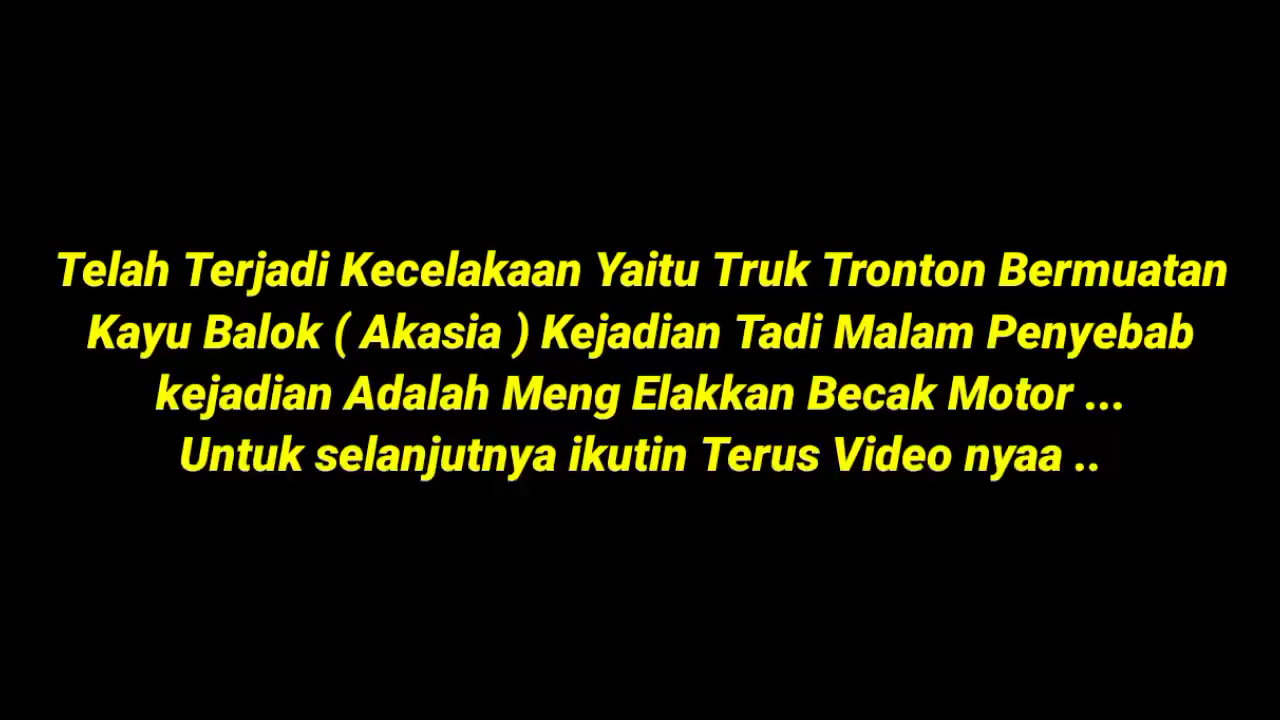 Telah Terjadi Kecelakaan Yaitu Truk Tronton Bermuatan
Kayu Balok ( Akasia ) Kejadian Tadi Malam Penyebab
kejadian Adalah Meng Elakkan Becak Motor ...
Untuk selanjutnya ikutin Terus Video nyaa ..